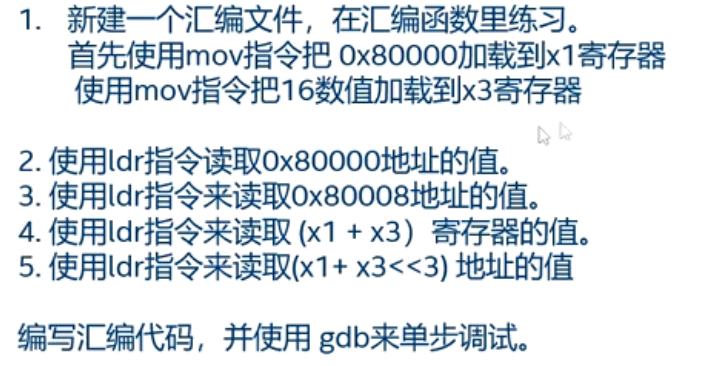 1. 新建一个汇编文件，在汇编函数里练习。
首先使用mov指令把 0x80000加载到x1寄存器
使用mov指令把16数值加载到x3寄存器
2. 使用ldr指令读取0x80000地址的值。
3. 使用ldr指令来读取0x80008地址的值。
4. 使用ldr指令来读取 (x1 + x3）寄存器的值。
5. 使用ldr指令来读取(x1+ x3<<3) 地址的值
编写汇编代码，并使用 gdb来单步调试。